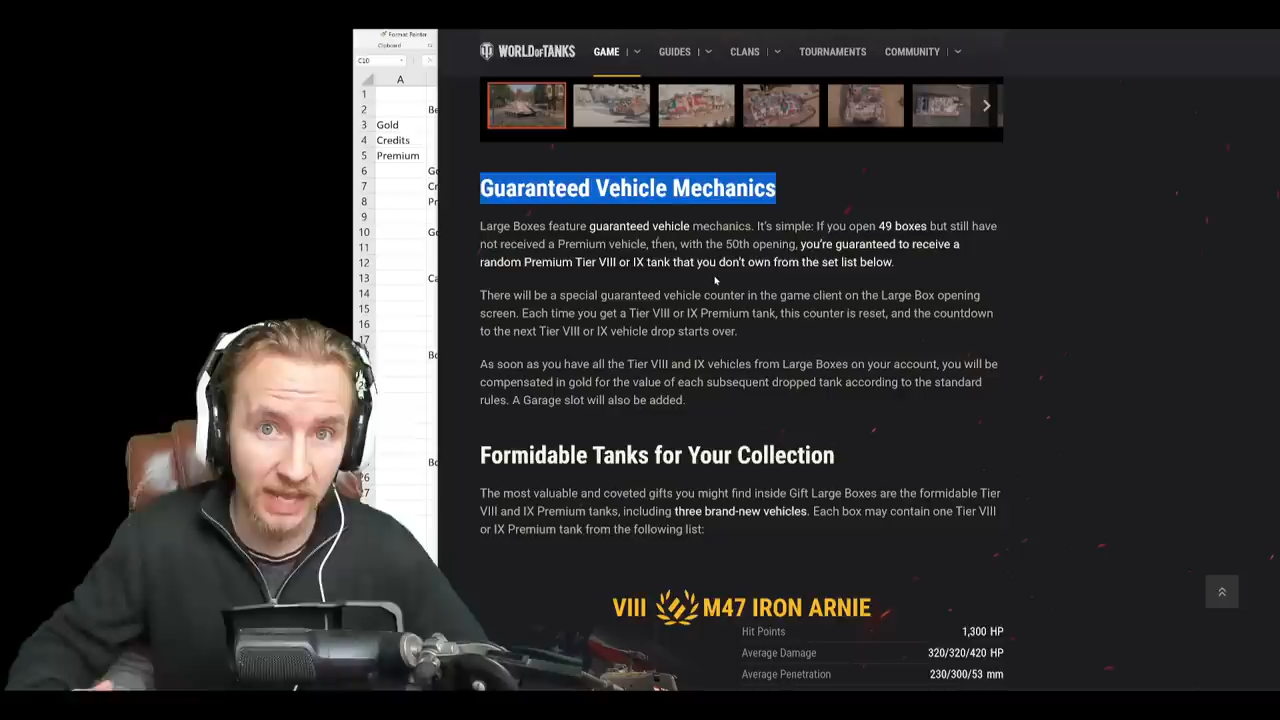 Format Painter
Clipboard
C10
A
1
2 Be
3 Gold
4 Credits
5 Premium
6
7 Cr
8 Pr
9
10
11
12
13 Ca
14
15
16
17
WORLD OF TANKS GAME GUIDES CLANS TOURNAMENTS COMMUNITY
Guaranteed Vehicle Mechanics
Large Boxes feature guaranteed vehicle mechanics. It's simple: If you open 49 boxes but still have
not received a Premium vehicle, then, with the 50th opening, you're guaranteed to receive a
random Premium Tier VIII or IX tank that you don't own from the set list below.
There will be a special guaranteed vehicle counter in the game client on the Large Box opening
screen. Each time you get a Tier VIII or IX Premium tank, this counter is reset, and the countdown
to the next Tier VIII or IX vehicle drop starts over.
As soon as you have all the Tier VIII and IX vehicles from Large Boxes on your account, you will be
compensated in gold for the value of each subsequent dropped tank according to the standard
rules. A Garage slot will also be added.
Formidable Tanks for Your Collection
The most valuable and coveted gifts you might find inside Gift Large Boxes are the formidable Tier
VIII and IX Premium tanks, including three brand-new vehicles. Each box may contain one Tier VIII
or IX Premium tank from the following list:
VIII M47 IRON ARNIE
Hit Points 1,300 HP
Average Damage 320/320/420 HP
Average Penetration 230/300/53 mm